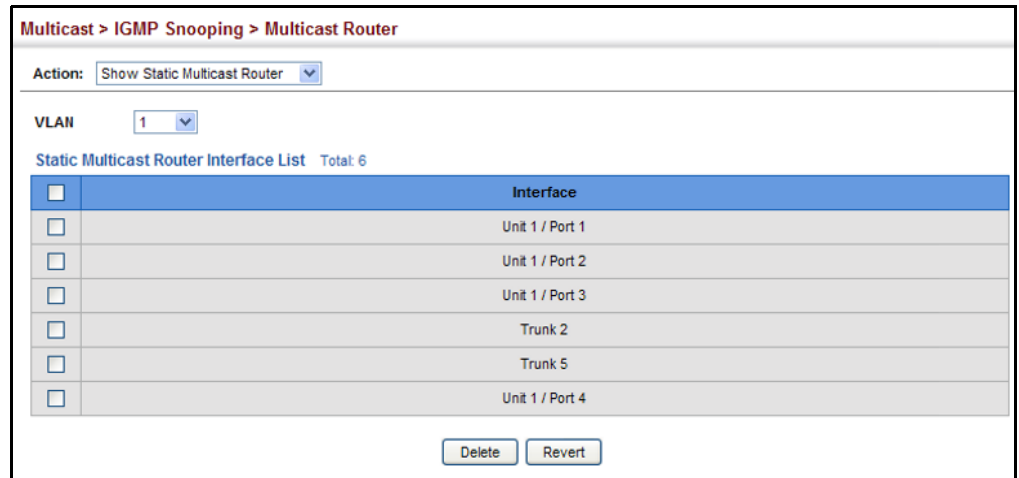 Multicast > IGMP Snooping > Multicast Router
Action: Show Static Multicast Router
VLAN 1
Static Multicast Router Interface List Total: 6
Interface
Unit 1 / Port 1
Unit 1 / Port 2
Unit 1 / Port 3
Trunk 2
Trunk 5
Unit 1 / Port 4
Delete Revert